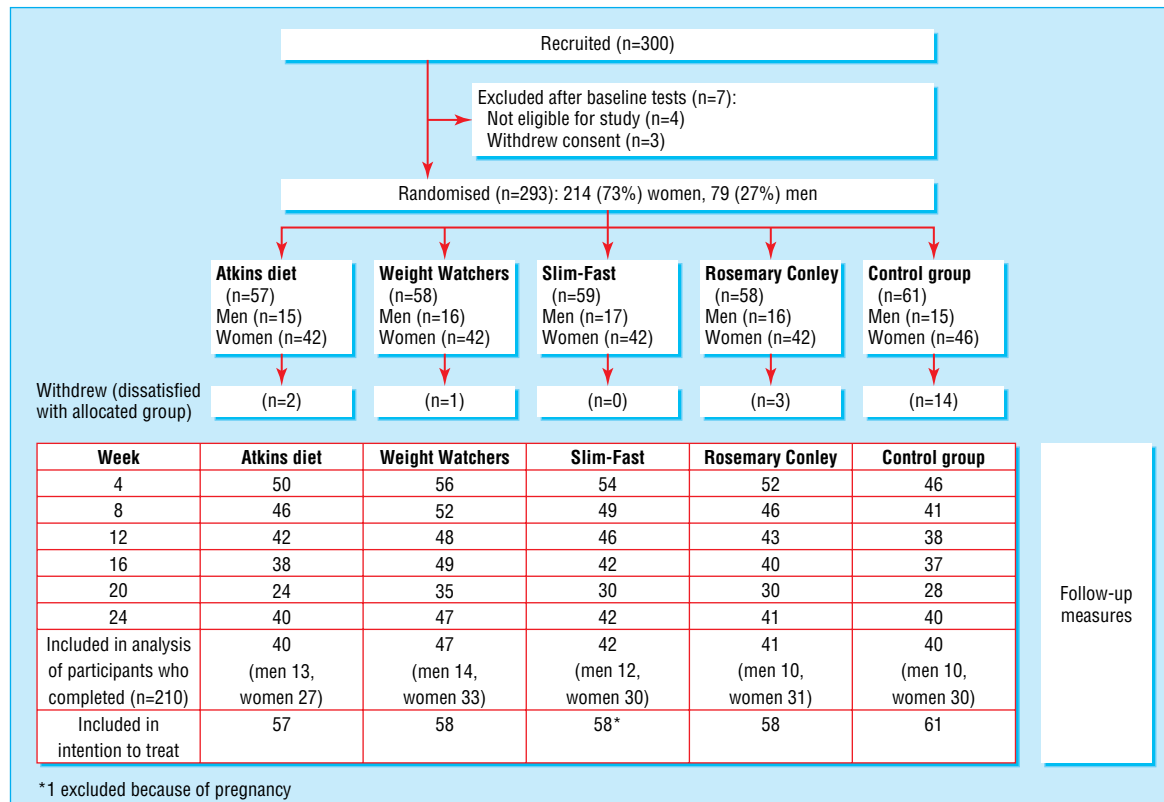 Recruited (n=300)
Excluded after baseline tests (n=7):
Not eligible for study (n=4)
Withdrew consent (n=3)
Randomised (n=293): 214 (73%) women, 79 (27%) men
Atkins diet
(n=57)
Men (n=15)
Women (n=42)
Weight Watchers
(n=58)
Men (n=16)
Women (n=42)
Slim-Fast
(n=59)
Men (n=17)
Women (n=42)
Rosemary Conley
(n=58)
Men (n=16)
Women (n=42)
Control group
(n=61)
Men (n=15)
Women (n=46)
Withdrew (dissatisfied
with allocated group)
(n=2) (n=1) (n=0) (n=3) (n=14)
Week Atkins diet Weight Watchers Slim-Fast Rosemary Conley Control group
4 50 56 54 52 46
8 46 52 49 46 41
12 42 48 46 43 38
16 38 49 42 40 37
20 24 35 30 30 28
24 40 47 42 41 40
Included in analysis 40 47 42 41 40
of participants who (men 13, (men 14, (men 12, (men 10, (men 10,
completed (n=210) women 27) women 33) women 30) women 31) women 30)
Included in 57 58 58* 58 61
intention to treat
Follow-up
measures
*1 excluded because of pregnancy